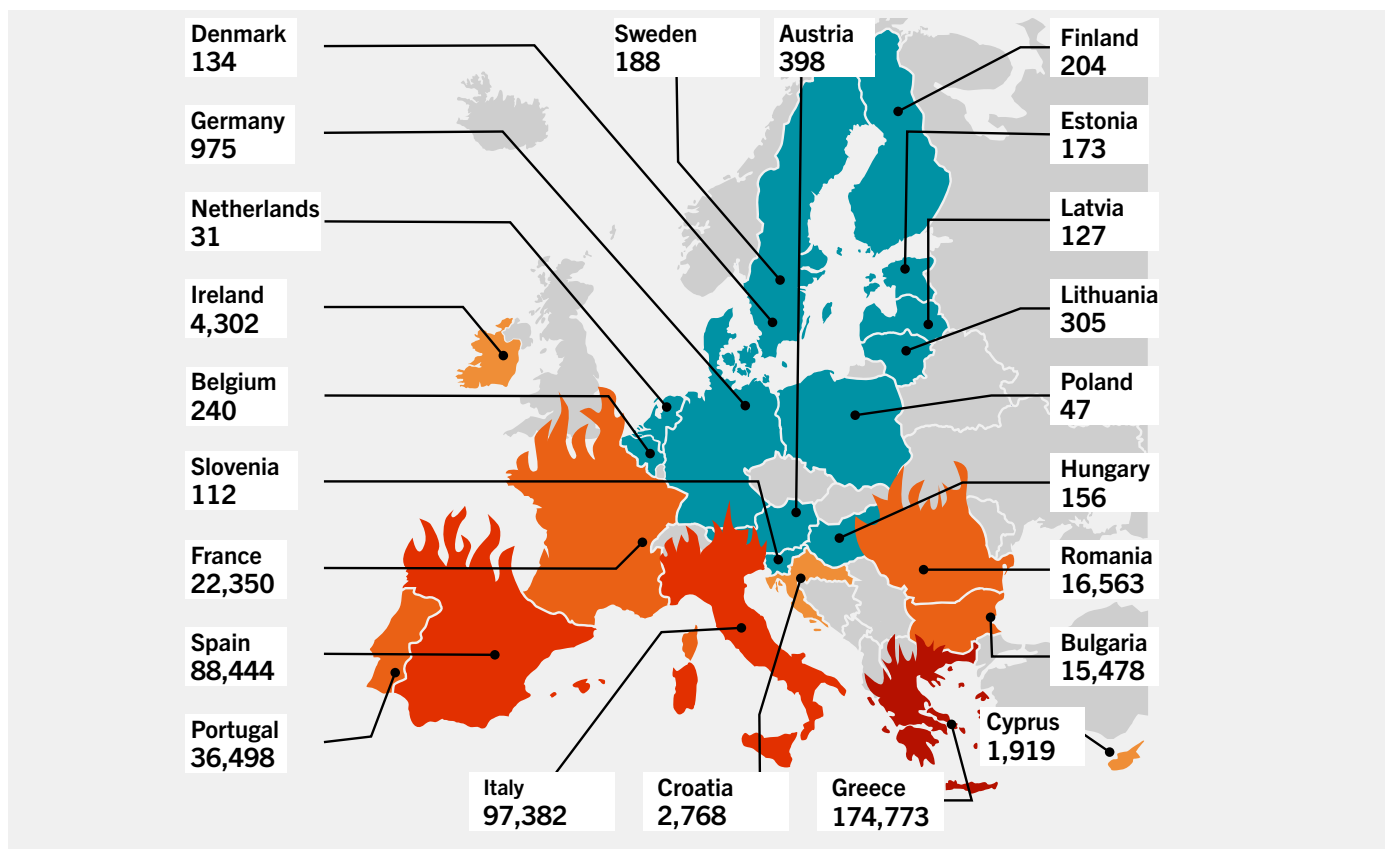 Denmark
134
Germany
975
Netherlands
31
Ireland
4,302
Belgium
240
Slovenia
112
France
22,350
Spain
88,444
Portugal
36,498
Sweden
188
Austria
398
Finland
204
Estonia
173
Latvia
127
Lithuania
305
Poland
47
Hungary
156
Romania
16,563
Bulgaria
15,478
Cyprus
1,919
Italy
97,382
Croatia
2,768
Greece
174,773